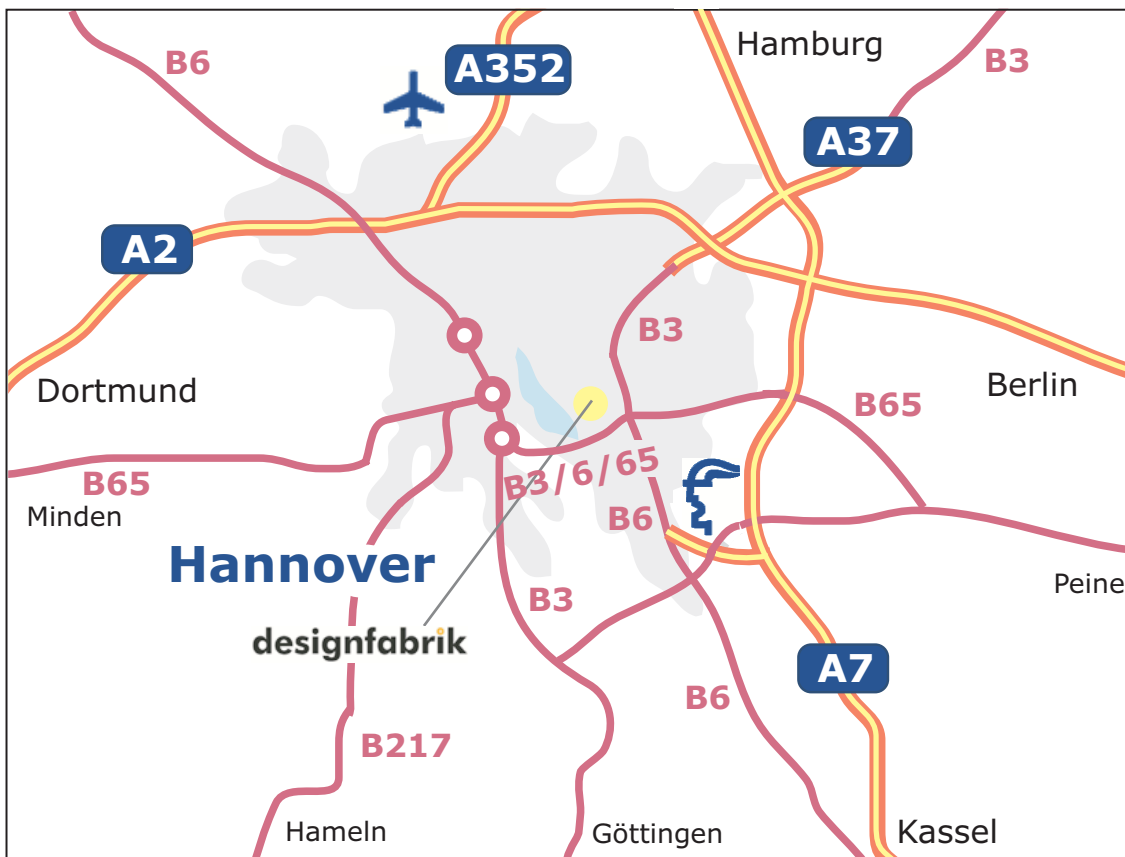 Hamburg
B6
B3
A352
A37
A2
B3
Dortmund
Berlin
B65
B65
B3/6/65
Minden
B6
Hannover
Peine
B3
designfabrik
A7
B6
B217
Hameln
Göttingen
Kassel